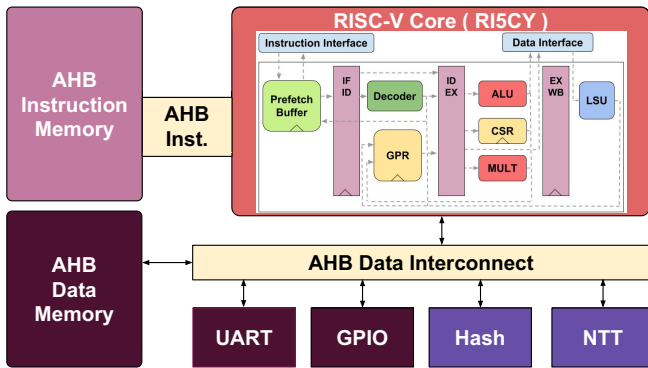 RISC-V Core ( RI5CY )
Instruction Interface
Data Interface
AHB
Instruction
Memory
AHB
Inst.
Prefetch
Buffer
IF
ID
Decoder
GPR
ID
EX
ALU
CSR
MULT
EX
WB
LSU
AHB
Data
Memory
AHB Data Interconnect
UART
GPIO
Hash
NTT